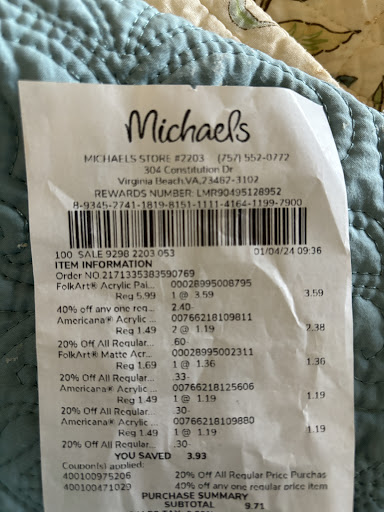 Michaels
MICHAELS STORE #2203 (757) 552-0772
304 Constitution Dr
Virginia Beach,VA,23462-3102
REWARDS NUMBER: LMR90495128952
8-9345-2741-1819-8151-1111-4164-1199-7900
100 SALE 9298 2203 053 01/04/24 09:36
ITEM INFORMATION
Order NO 2171335383590769
FolkArt® Acrylic Pai... 00028995008795
Reg 5.99 1 @ 3.59 3.59
40% off any one reg... 2.40-
Americana® Acrylic ... 00766218109811
Reg 1.49 2 @ 1.19 2.38
20% Off All Regular... .60-
FolkArt® Matte Acr... 00028995002311
Reg 1.69 1 @ 1.36 1.36
20% Off All Regular... .33-
Americana® Acrylic ... 00766218125606
Reg 1.49 1 @ 1.19 1.19
20% Off All Regular... .30-
Americana® Acrylic ... 00766218109880
Reg 1.49 1 @ 1.19 1.19
20% Off All Regular... .30-
YOU SAVED 3.93
Coupon(s) applied:
400100975206 20% Off All Regular Price Purchas
400100471029 40% off any one regular price item
PURCHASE SUMMARY
SUBTOTAL 9.71